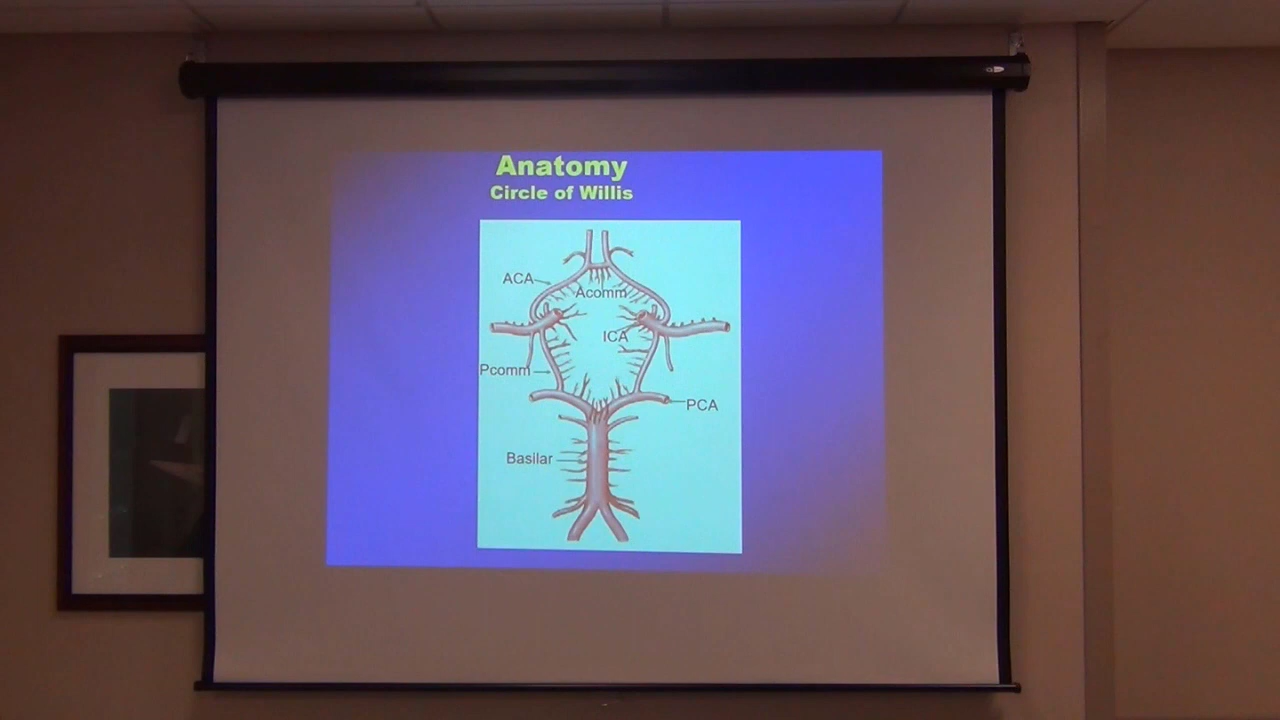 Anatomy
Circle of Willis
ACA
Acomm
ICA
Pcomm
PCA
Basilar